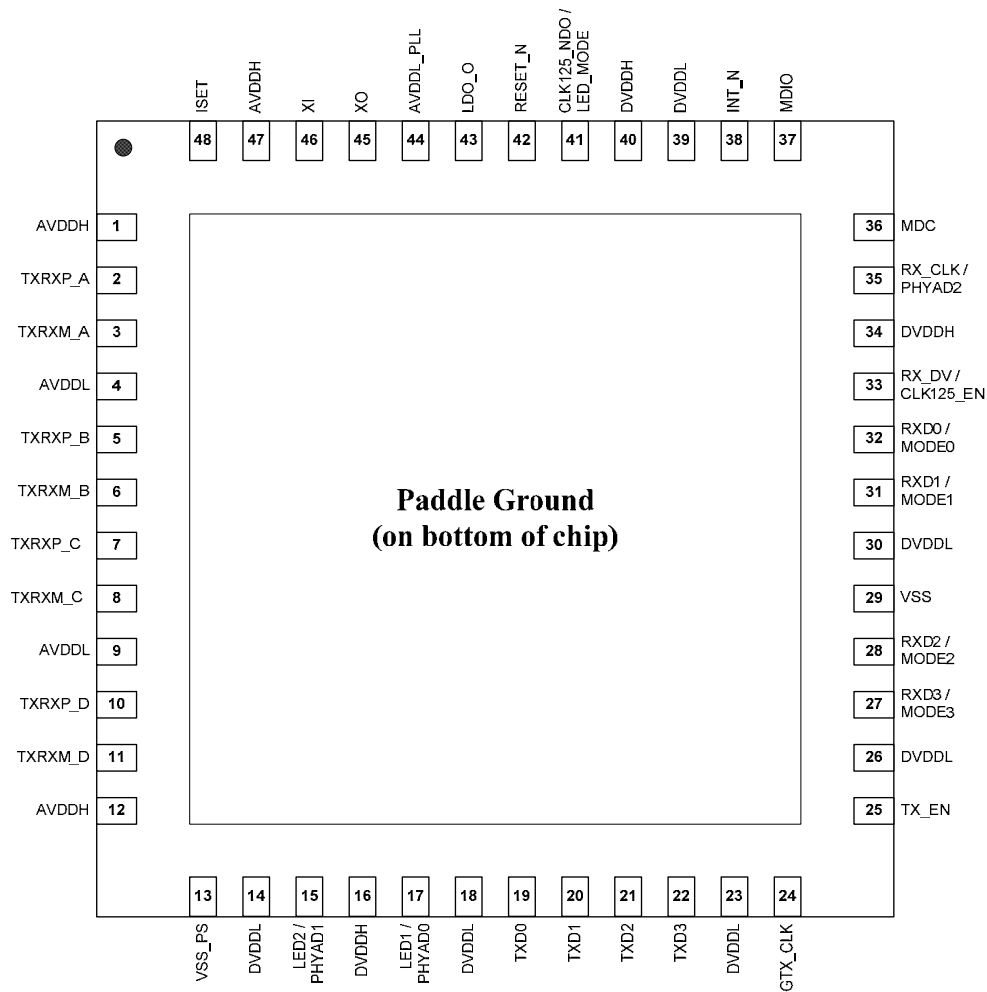 ISET
AVDDH
XI
XO
AVDDL_PLL
LDO_O
RESET_N
CLK125_NDO /
LED_MODE
DVDDH
DVDDL
INT_N
MDIO
48
47
46
45
44
43
42
41
40
39
38
37
AVDDH 1
TXRXP_A 2
TXRXM_A 3
AVDDL 4
TXRXP_B 5
TXRXM_B 6
TXRXP_C 7
TXRXM_C 8
AVDDL 9
TXRXP_D 10
TXRXM_D 11
AVDDH 12
Paddle Ground
(on bottom of chip)
36 MDC
35 RX_CLK /
PHYAD2
34 DVDDH
33 RX_DV /
CLK125_EN
32 RXD0 /
MODE0
31 RXD1 /
MODE1
30 DVDDL
29 VSS
28 RXD2 /
MODE2
27 RXD3 /
MODE3
26 DVDDL
25 TX_EN
13
14
15
16
17
18
19
20
21
22
23
24
VSS_PS
DVDDL
LED2 /
PHYAD1
DVDDH
LED1 /
PHYAD0
DVDDL
TXD0
TXD1
TXD2
TXD3
DVDDL
GTX_CLK